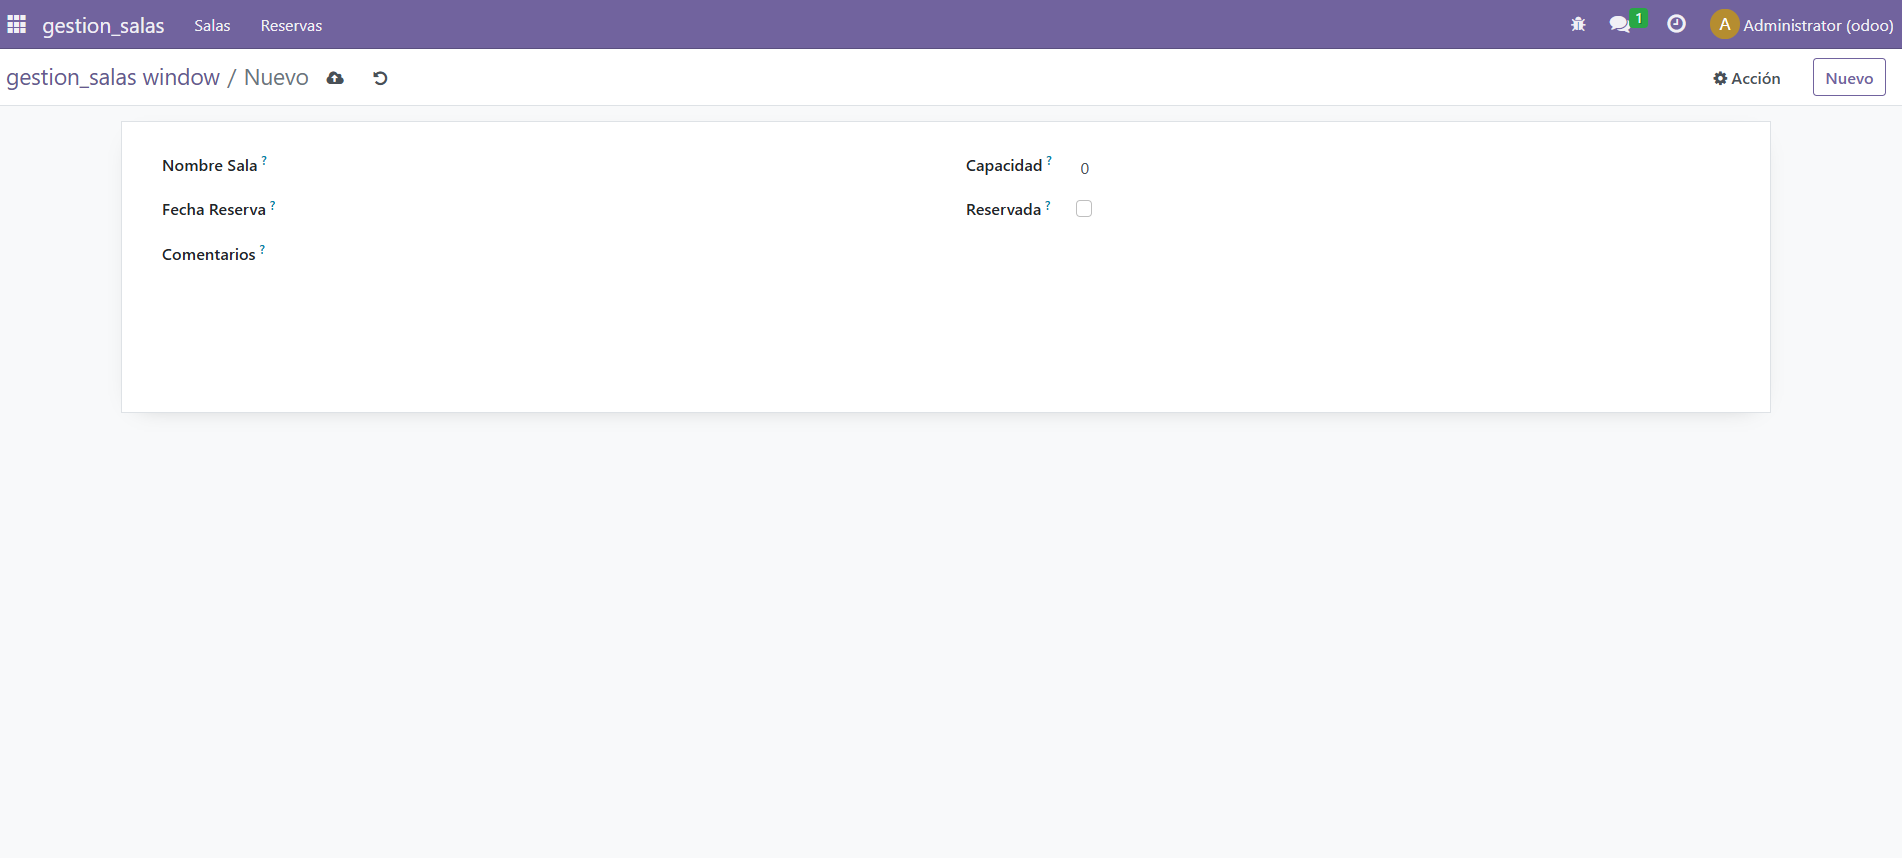 gestion_salas Salas Reservas 1 A Administrator (odoo)
gestion_salas window / Nuevo Acción Nuevo
Nombre Sala ? Capacidad ? 0
Fecha Reserva ? Reservada ?
Comentarios ?